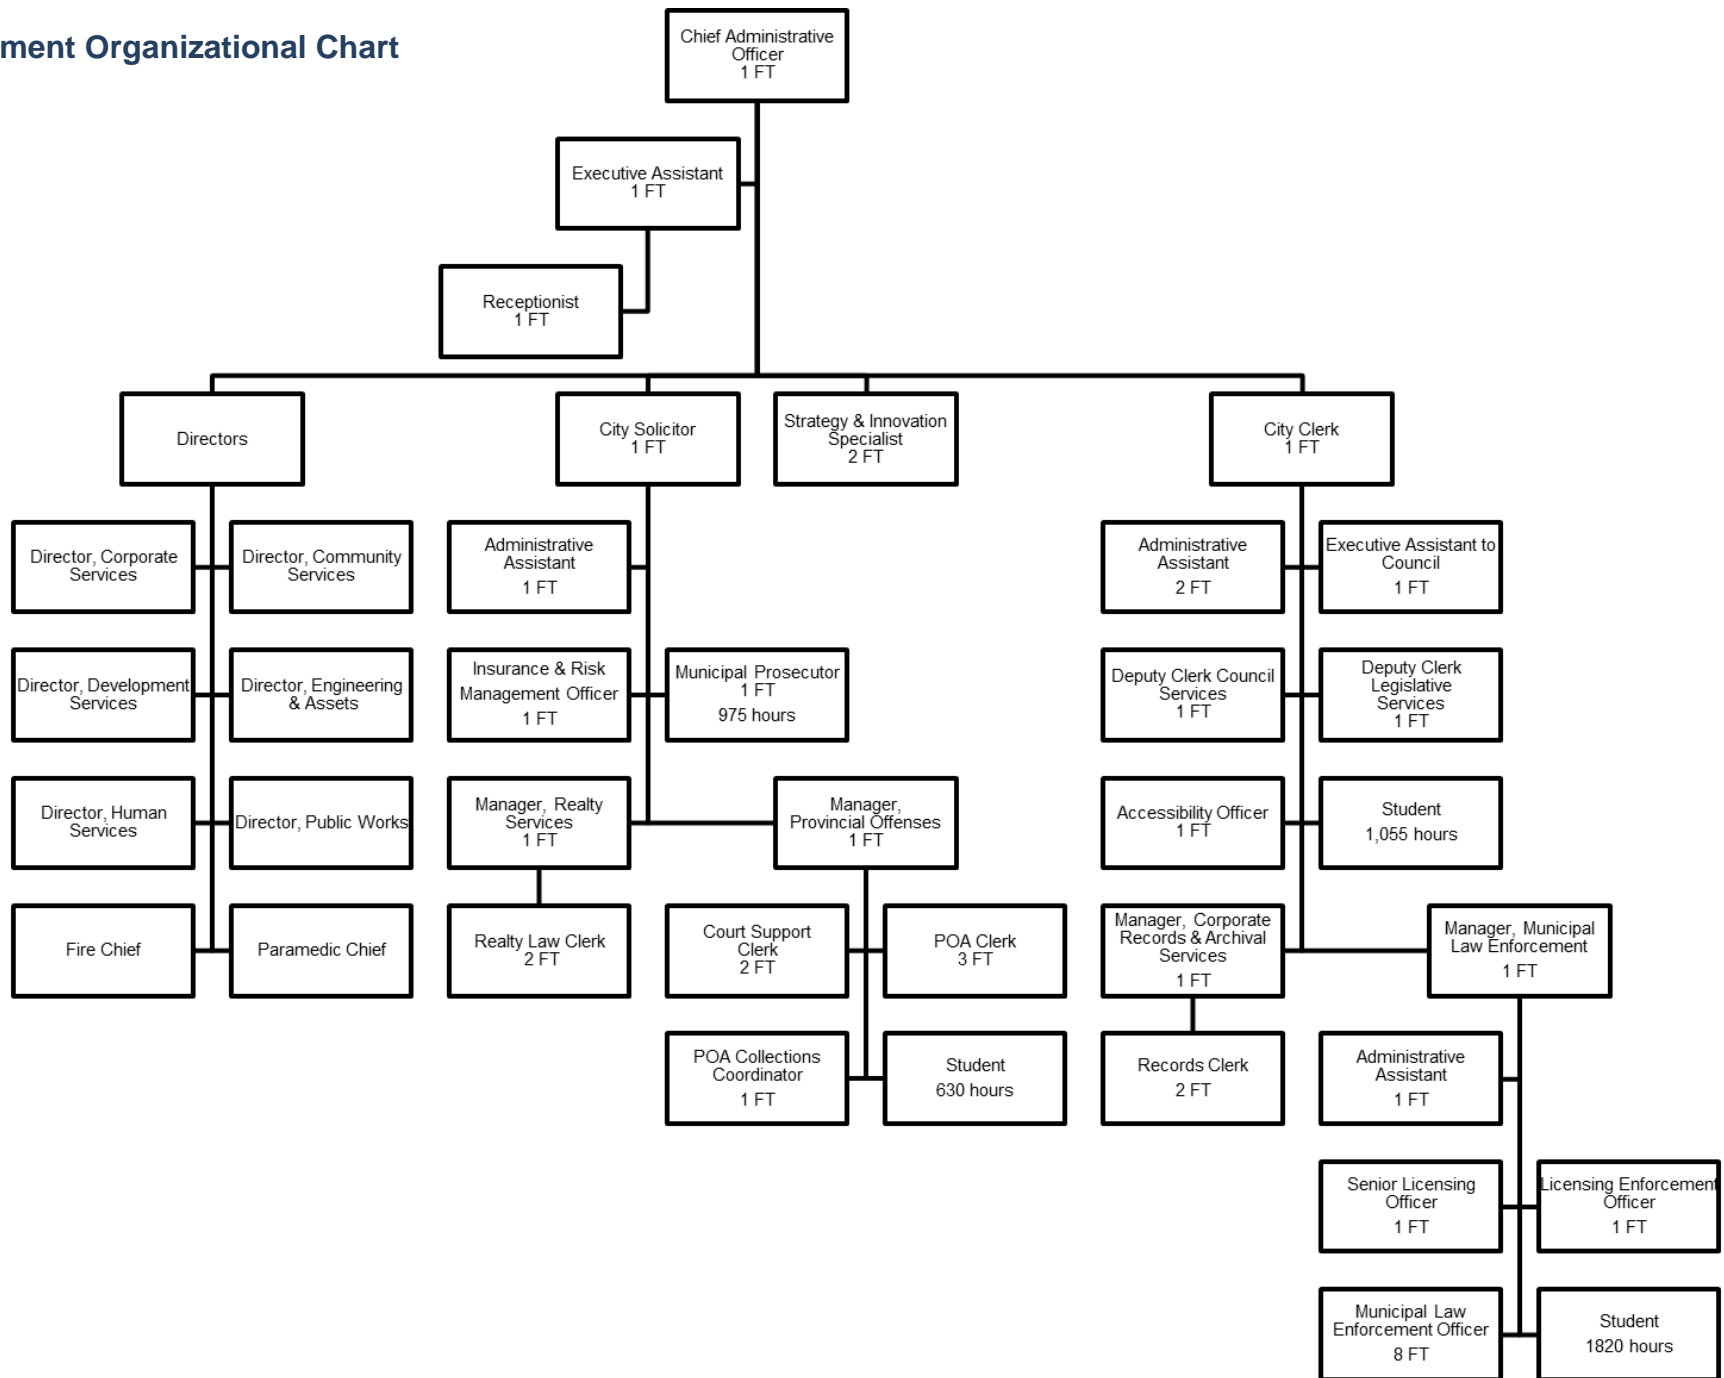 ment Organizational Chart
Chief Administrative
Officer
1 FT
Executive Assistant
1 FT
Receptionist
1 FT
Directors
City Solicitor
1 FT
Strategy & Innovation
Specialist
2 FT
City Clerk
1 FT
Director, Corporate
Services
Director, Community
Services
Administrative
Assistant
1 FT
Administrative
Assistant
2 FT
Executive Assistant to
Council
1 FT
Director, Development
Services
Director, Engineering
& Assets
Insurance & Risk
Management Officer
1 FT
Municipal Prosecutor
1 FT
975 hours
Deputy Clerk Council
Services
1 FT
Deputy Clerk
Legislative
Services
1 FT
Director, Human
Services
Director, Public Works
Manager, Realty
Services
1 FT
Manager,
Provincial Offenses
1 FT
Accessibility Officer
1 FT
Student
1,055 hours
Fire Chief
Paramedic Chief
Realty Law Clerk
2 FT
Court Support
Clerk
2 FT
POA Clerk
3 FT
Manager, Corporate
Records & Archival
Services
1 FT
Manager, Municipal
Law Enforcement
1 FT
POA Collections
Coordinator
1 FT
Student
630 hours
Records Clerk
2 FT
Administrative
Assistant
1 FT
Senior Licensing
Officer
1 FT
Licensing Enforcement
Officer
1 FT
Municipal Law
Enforcement Officer
8 FT
Student
1820 hours